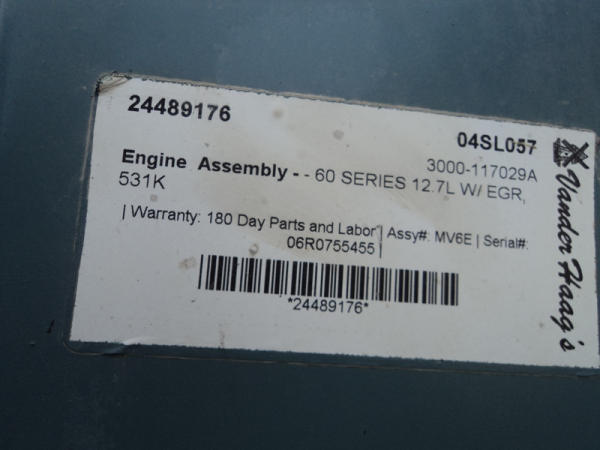 24489176
04SL057
3000-117029A
Engine Assembly - - 60 SERIES 12.7L W/ EGR,
531K
| Warranty: 180 Day Parts and Labor | Assy#: MV6E | Serial#:
06R0755455 |
*24489176*
Vander Haag's